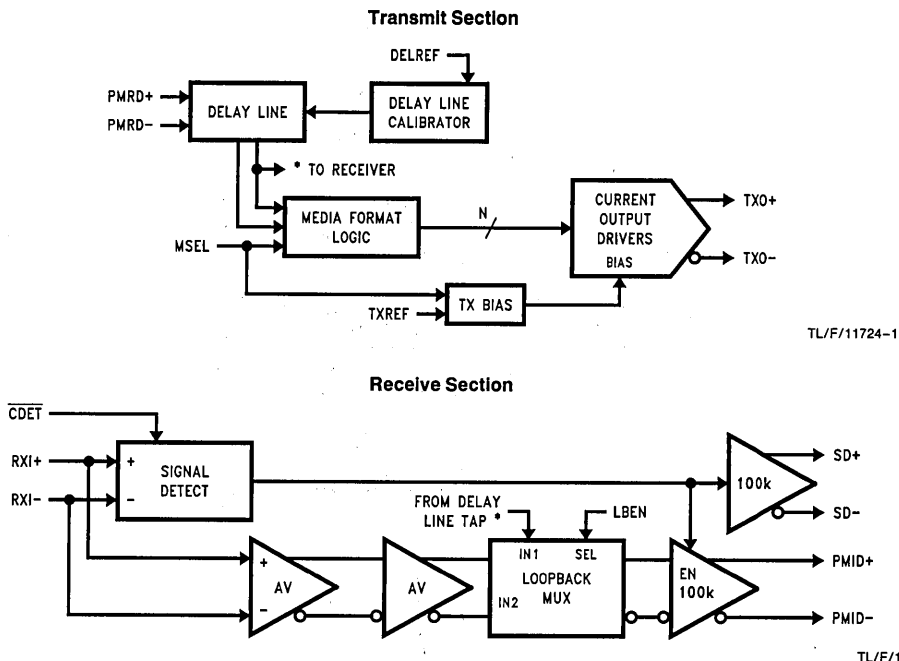 Transmit Section
DELREF
PMRD+
PMRD-
DELAY LINE
DELAY LINE
CALIBRATOR
* TO RECEIVER
MEDIA FORMAT
LOGIC
MSEL
N
CURRENT
OUTPUT
DRIVERS
BIAS
TXO+
TXO-
TXREF
TX BIAS
TL/F/11724-1
Receive Section
CDET
RXI+
RXI-
+
-
SIGNAL
DETECT
100k
SD+
SD-
FROM DELAY
LINE TAP *
LBEN
+
-
AV
AV
IN1
SEL
LOOPBACK
MUX
IN2
EN
100k
PMID+
PMID-
TL/F/1